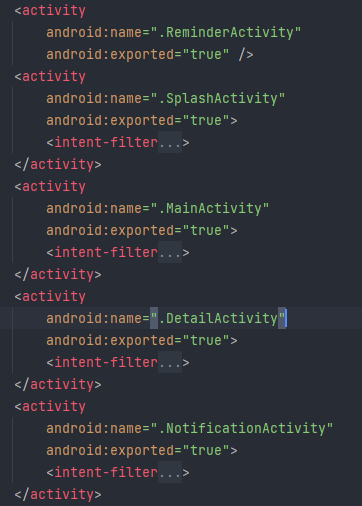 <activity
    android:name=".ReminderActivity"
    android:exported="true" />
<activity
    android:name=".SplashActivity"
    android:exported="true">
    <intent-filter...>
</activity>
<activity
    android:name=".MainActivity"
    android:exported="true">
    <intent-filter...>
</activity>
<activity
    android:name=".DetailActivity"
    android:exported="true">
    <intent-filter...>
</activity>
<activity
    android:name=".NotificationActivity"
    android:exported="true">
    <intent-filter...>
</activity>